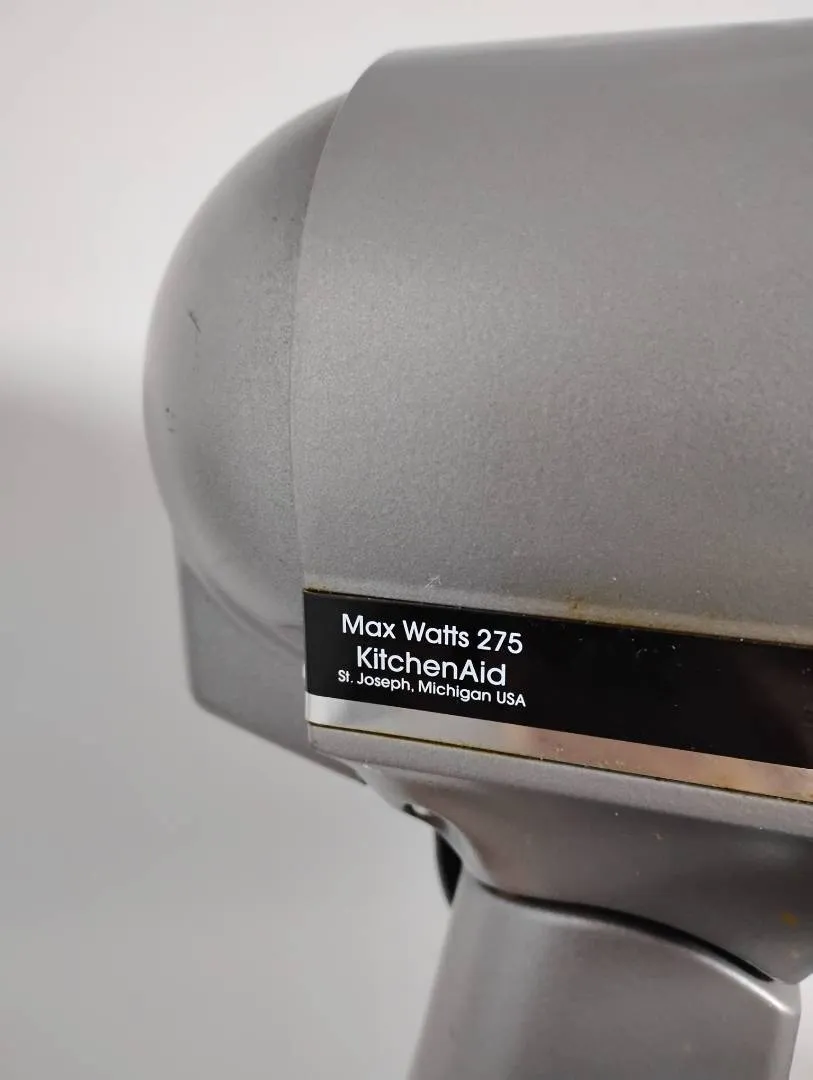 Max Watts 275
KitchenAid
St. Joseph, Michigan USA